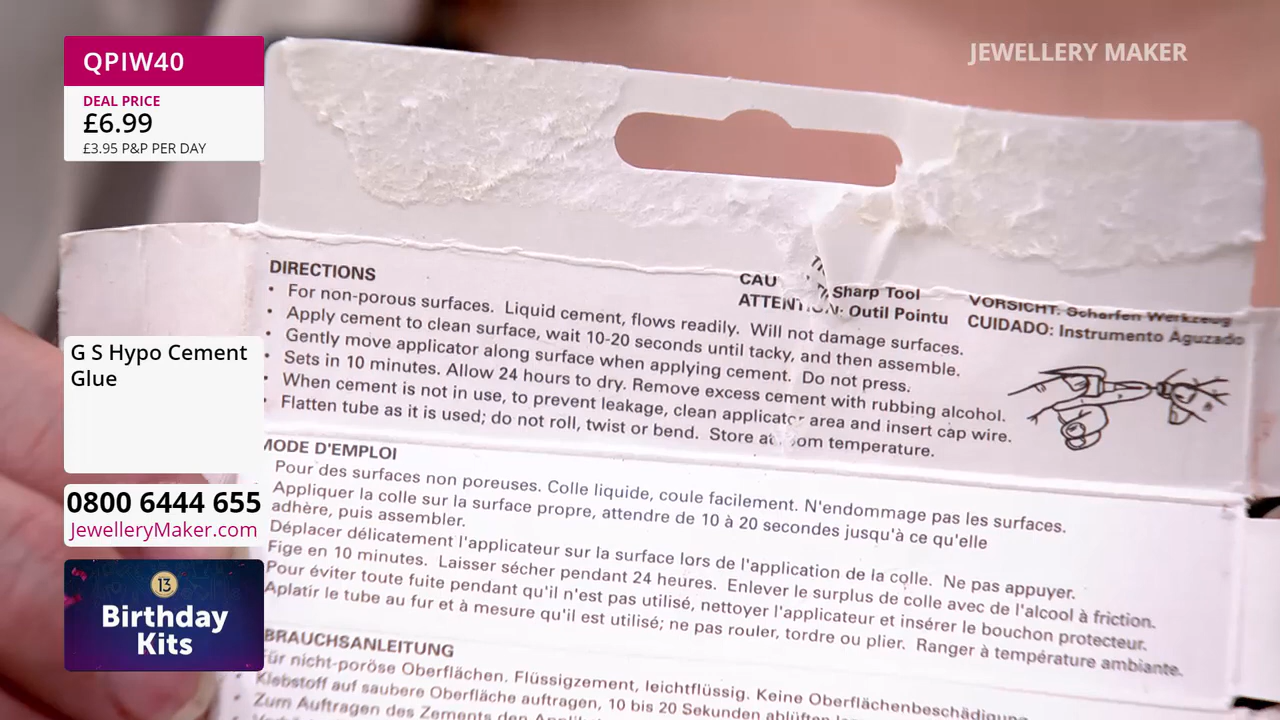 QPIW40
DEAL PRICE
£6.99
£3.95 P&P PER DAY
JEWELLERY MAKER
G S Hypo Cement
Glue
0800 6444 655
JewelleryMaker.com
13
Birthday
Kits
DIRECTIONS
• For non-porous surfaces. Liquid cement, flows readily. Will not damage surfaces.
• Apply cement to clean surface, wait 10-20 seconds until tacky, and then assemble.
• Gently move applicator along surface when applying cement. Do not press.
• Sets in 10 minutes. Allow 24 hours to dry. Remove excess cement with rubbing alcohol.
• When cement is not in use, to prevent leakage, clean applicator area and insert cap wire.
• Flatten tube as it is used; do not roll, twist or bend. Store at om temperature.
CAU Sharp Tool
ATTENTION: Outil Pointu
VORSICHT: Scharfen Werkzeug
CUIDADO: Instrumento Aguzado
MODE D'EMPLOI
Pour des surfaces non poreuses. Colle liquide, coule facilement. N'endommage pas les surfaces.
Appliquer la colle sur la surface propre, attendre de 10 à 20 secondes jusqu'à ce qu'elle
adhère, puis assembler.
Déplacer délicatement l'applicateur sur la surface lors de l'application de la colle. Ne pas appuyer.
Fige en 10 minutes. Laisser sécher pendant 24 heures. Enlever le surplus de colle avec de l'alcool à friction.
Pour éviter toute fuite pendant qu'il n'est pas utilisé, nettoyer l'applicateur et insérer le bouchon protecteur.
Aplatir le tube au fur et à mesure qu'il est utilisé; ne pas rouler, tordre ou plier. Ranger à température ambiante.
BRAUCHSANLEITUNG
Für nicht-poröse Oberflächen. Flüssigzement, leichtflüssig. Keine Oberflächenbeschädigung
Klebstoff auf saubere Oberfläche auftragen, 10 bis 20 Sekunden
Zum Auftragen des Zements den